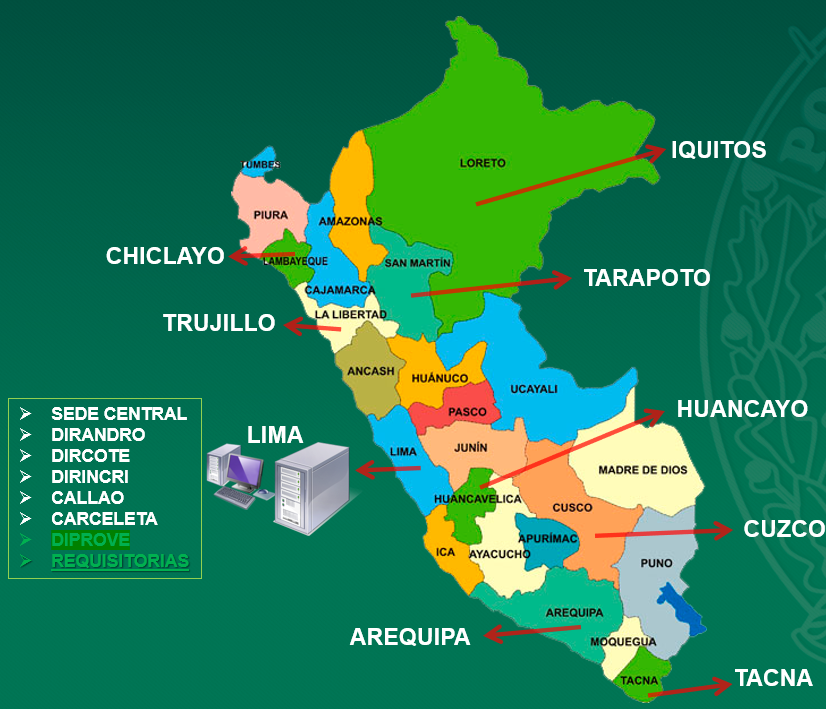 IQUITOS
LORETO
TUMBES
PIURA
AMAZONAS
CHICLAYO
LAMBAYEQUE
SAN MARTÍN
TARAPOTO
CAJAMARCA
TRUJILLO
LA LIBERTAD
ANCASH
HUÁNUCO
UCAYALI
PASCO
HUANCAYO
➢ SEDE CENTRAL
➢ DIRANDRO
➢ DIRCOTE
➢ DIRINCRI
➢ CALLAO
➢ CARCELETA
➢ DIPROVE
➢ REQUISITORIAS
LIMA
LIMA
JUNÍN
MADRE DE DIOS
HUANCAVELICA
CUSCO
CUZCO
ICA
AYACUCHO
APURÍMAC
PUNO
AREQUIPA
AREQUIPA
MOQUEGUA
TACNA
TACNA